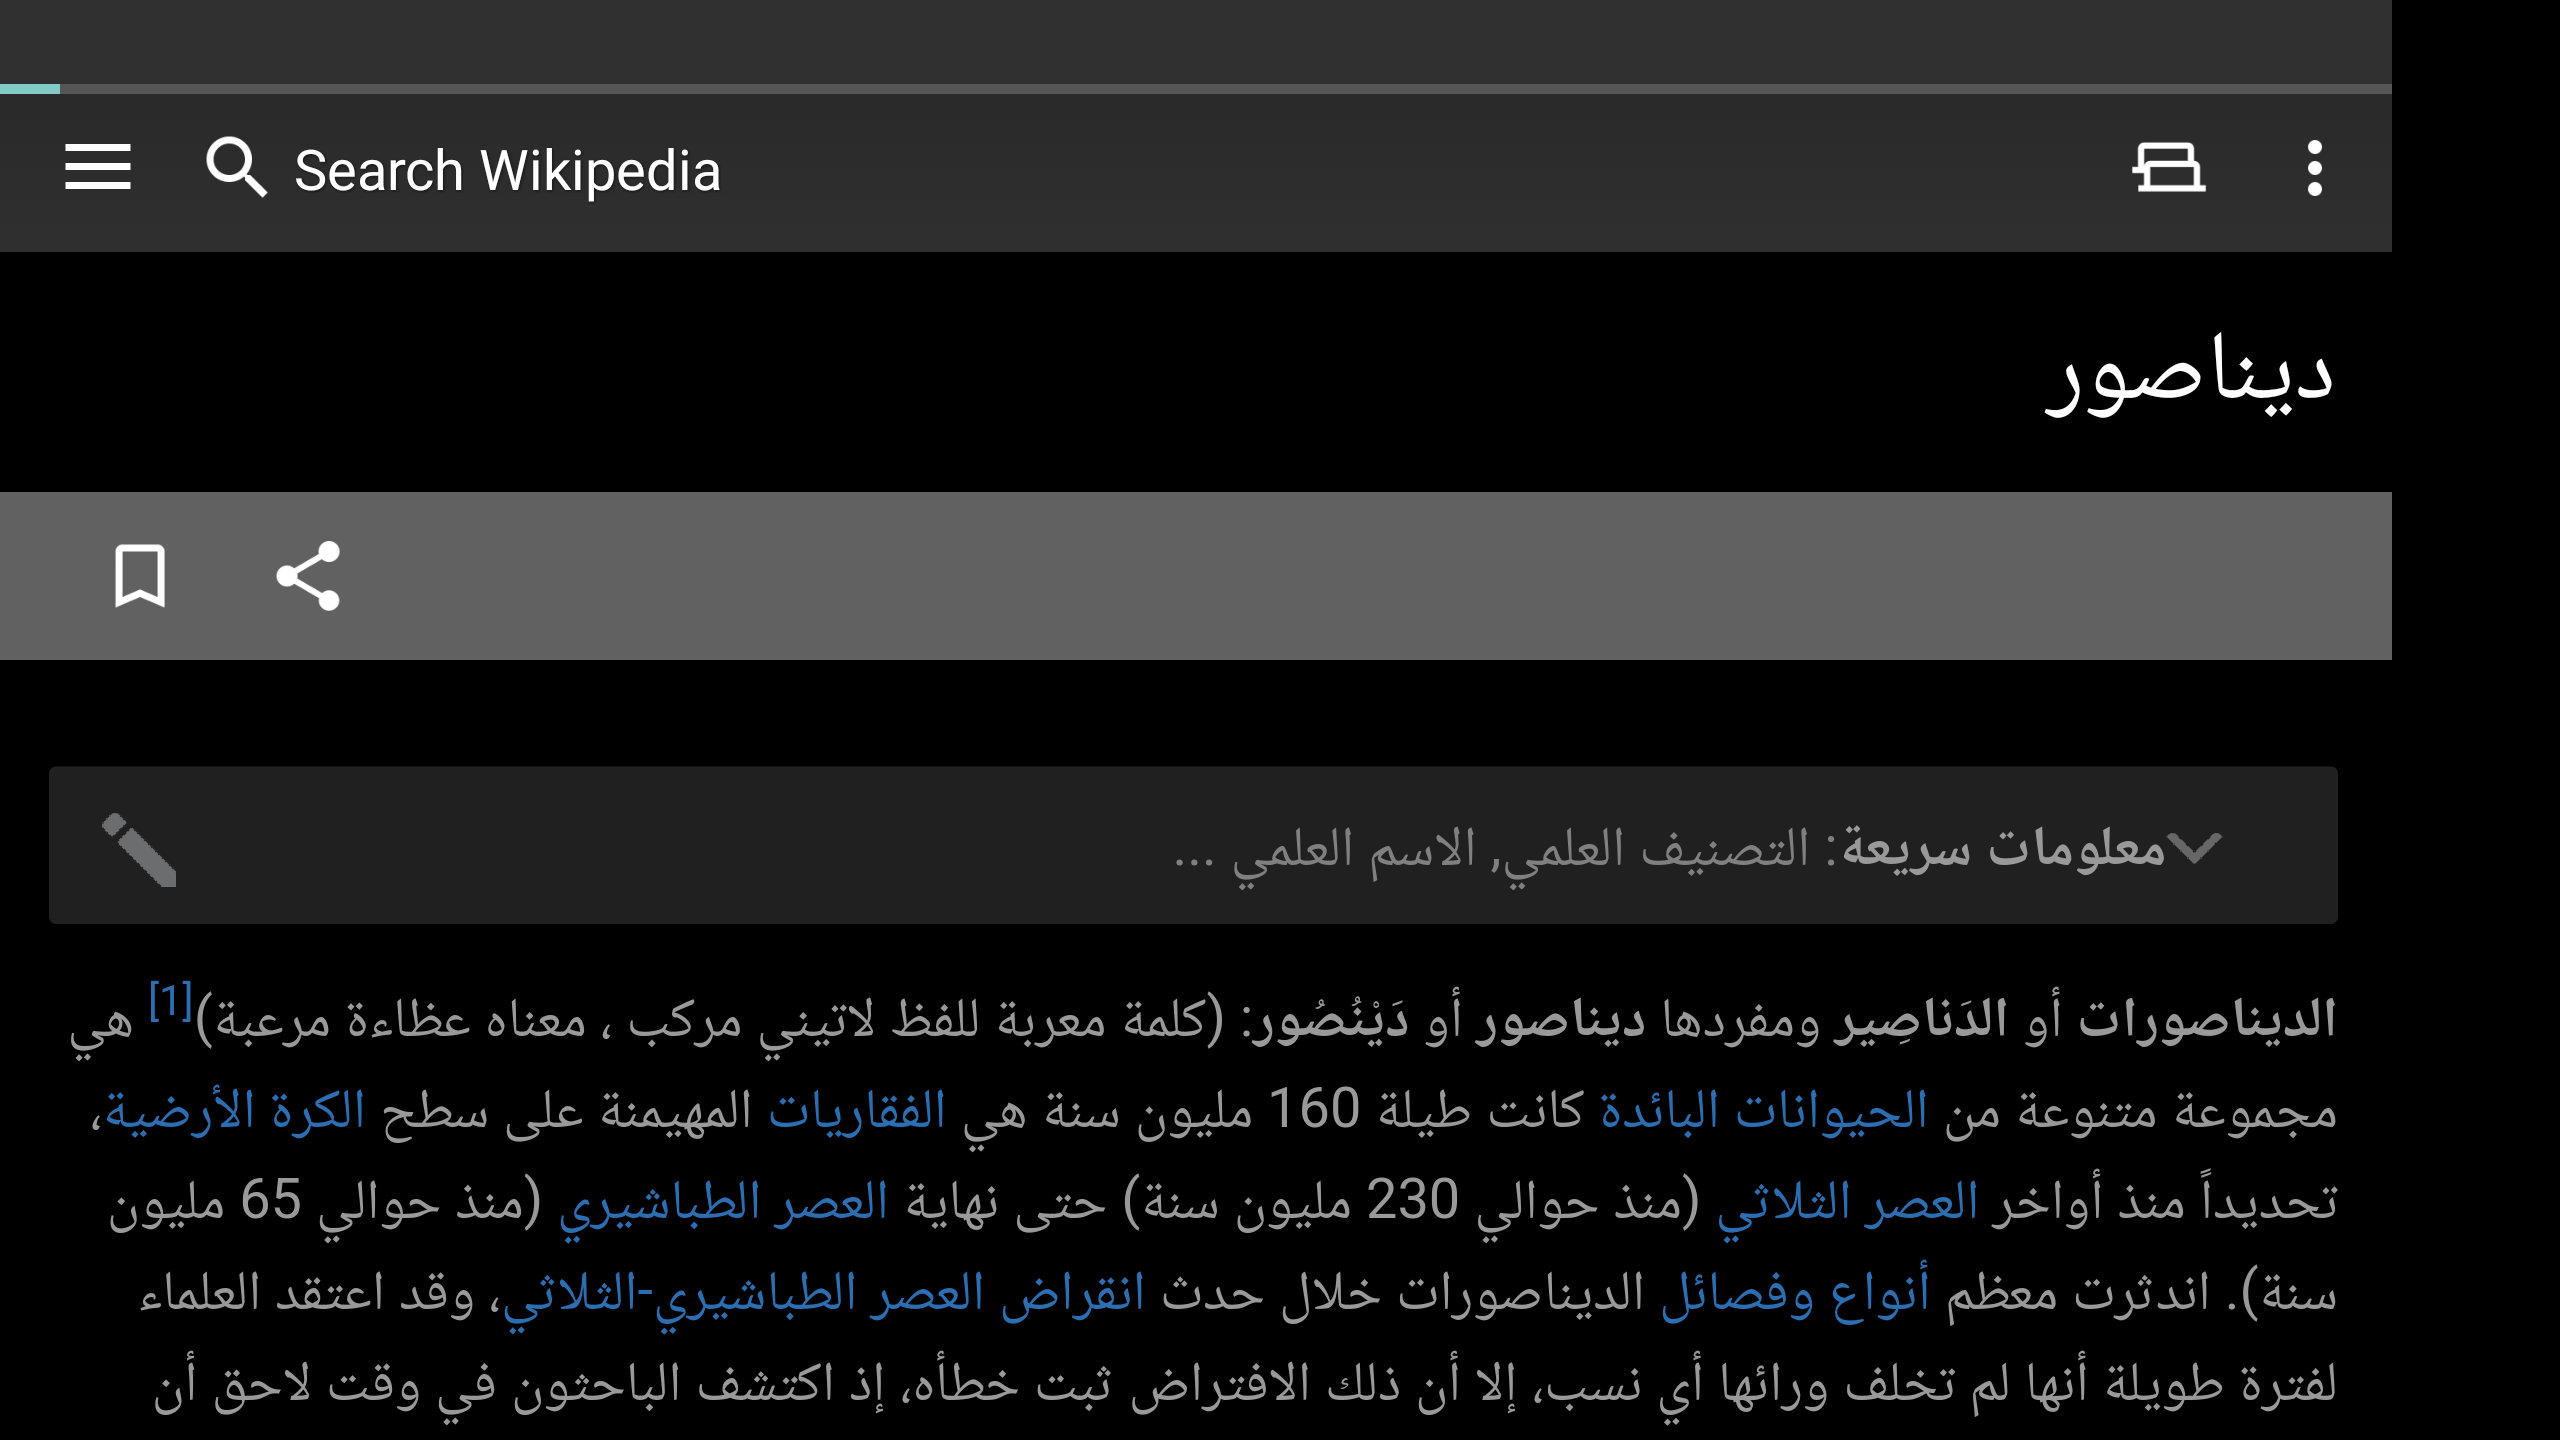 Search Wikipedia
ديناصور
معلومات سريعة: التصنيف العلمي, الاسم العلمي ...
الديناصورات أو الدَناصِير ومفردها ديناصور أو دَيْنُصُور: (كلمة معربة للفظ لاتيني مركب ، معناه عظاءة مرعبة)[1] هي
مجموعة متنوعة من الحيوانات البائدة كانت طيلة 160 مليون سنة هي الفقاريات المهيمنة على سطح الكرة الأرضية،
تحديداً منذ أواخر العصر الثلاثي (منذ حوالي 230 مليون سنة) حتى نهاية العصر الطباشيري (منذ حوالي 65 مليون
سنة). اندثرت معظم أنواع وفصائل الديناصورات خلال حدث انقراض العصر الطباشيري-الثلاثي، وقد اعتقد العلماء
لفترة طويلة أنها لم تخلف ورائها أي نسب، إلا أن ذلك الافتراض ثبت خطأه، إذ اكتشف الباحثون في وقت لاحق أن